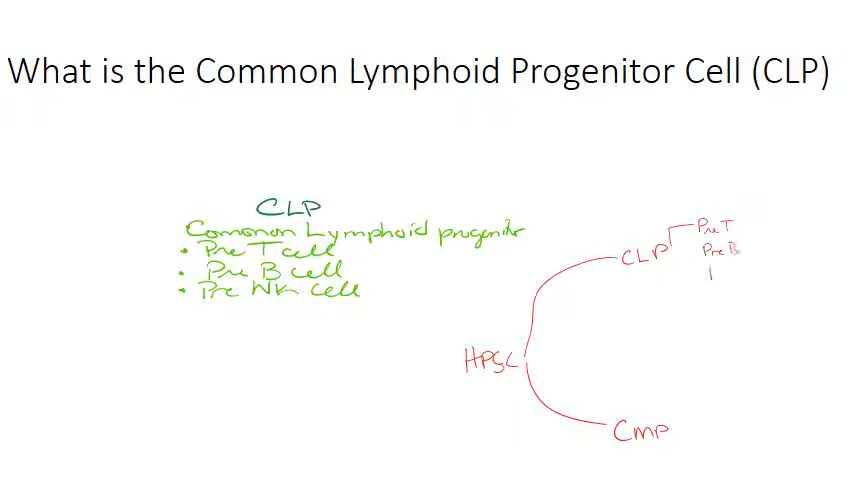 What is the Common Lymphoid Progenitor Cell (CLP)
CLP
Comonon Lymphoid progenitor
• Pre T cell
• Pre B cell
• Pre NK cell
HPSC
CLP
Pre T
Pre B
CMP